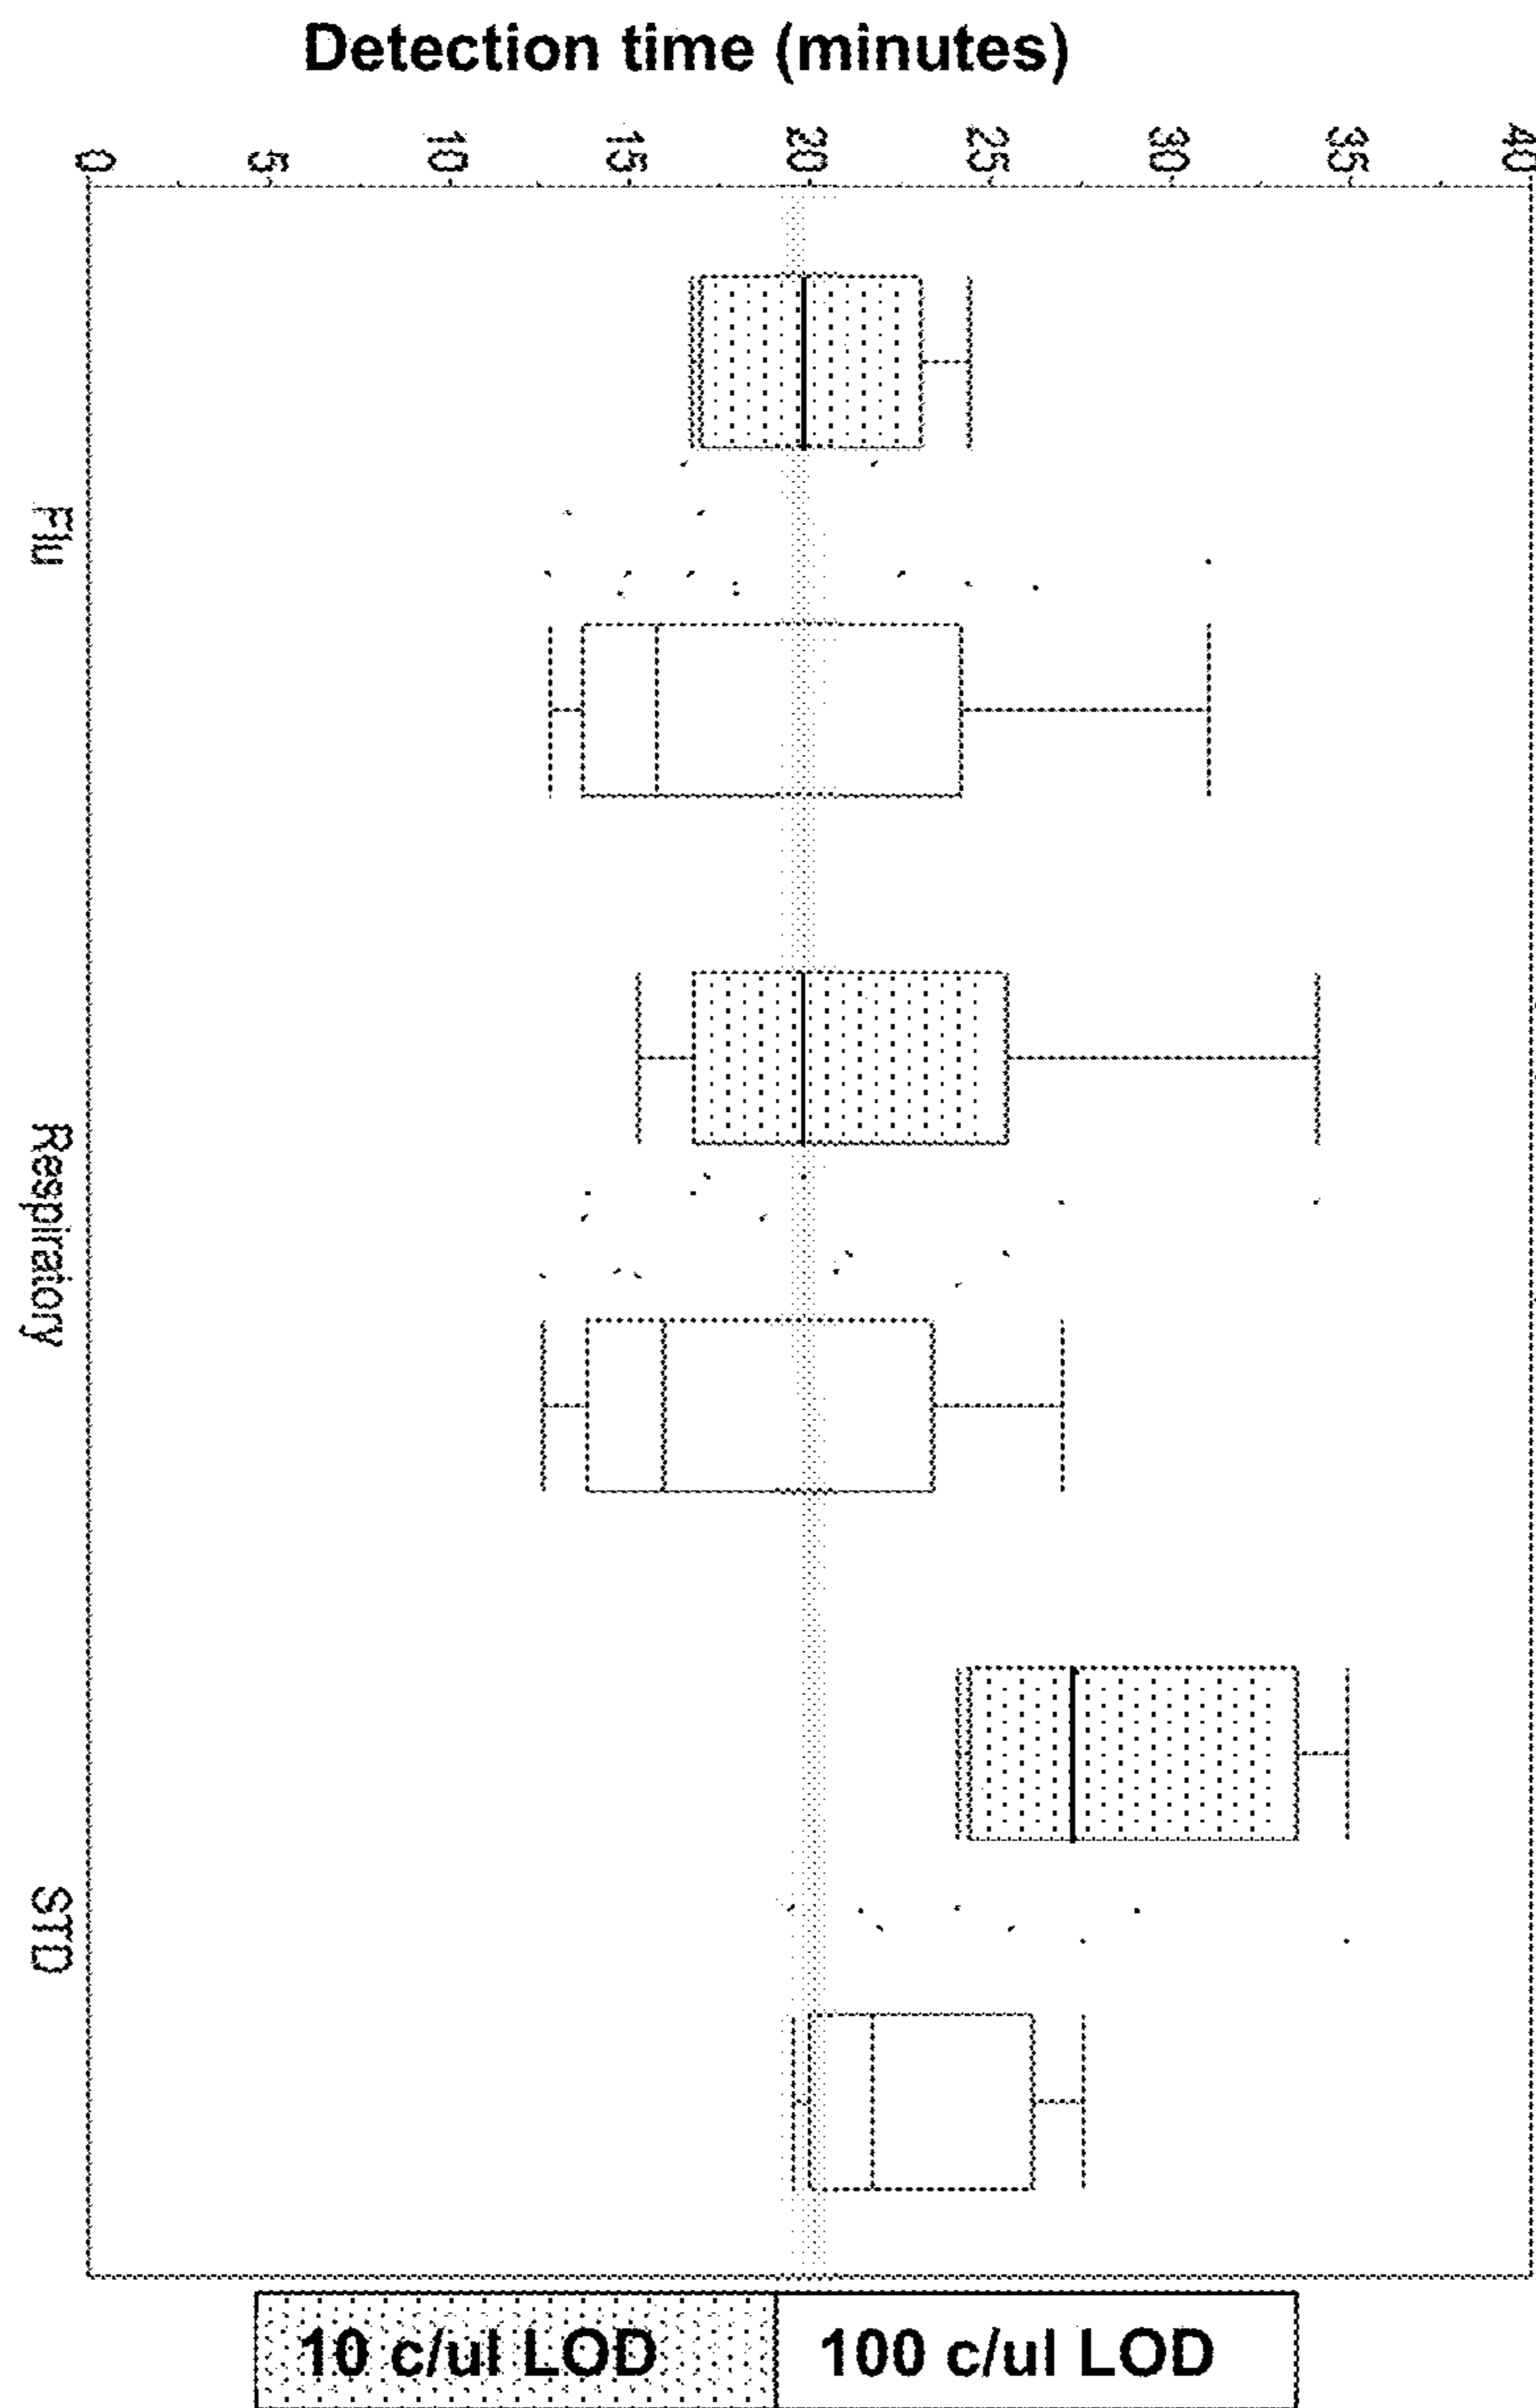 Detection time (minutes)
0 5 10 15 20 25 30 35 40
Flu
Respiratory
STD
10 c/ul LOD
100 c/ul LOD